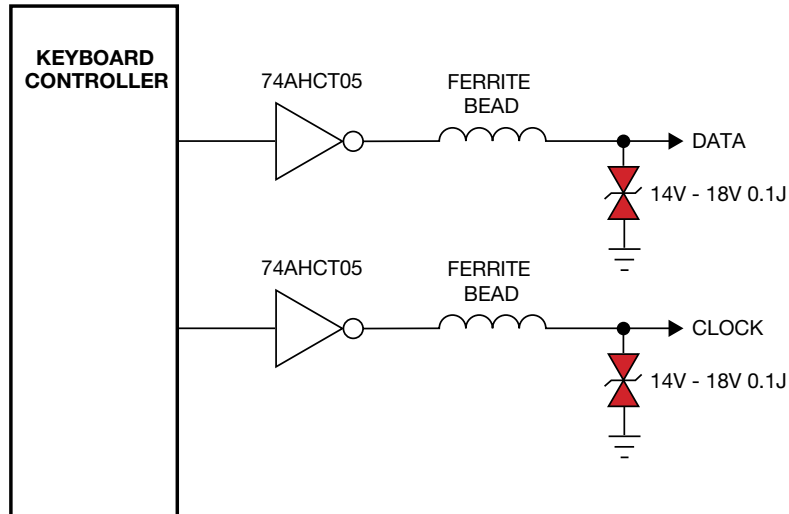 KEYBOARD
CONTROLLER
74AHCT05
FERRITE
BEAD
DATA
14V - 18V 0.1J
74AHCT05
FERRITE
BEAD
CLOCK
14V - 18V 0.1J